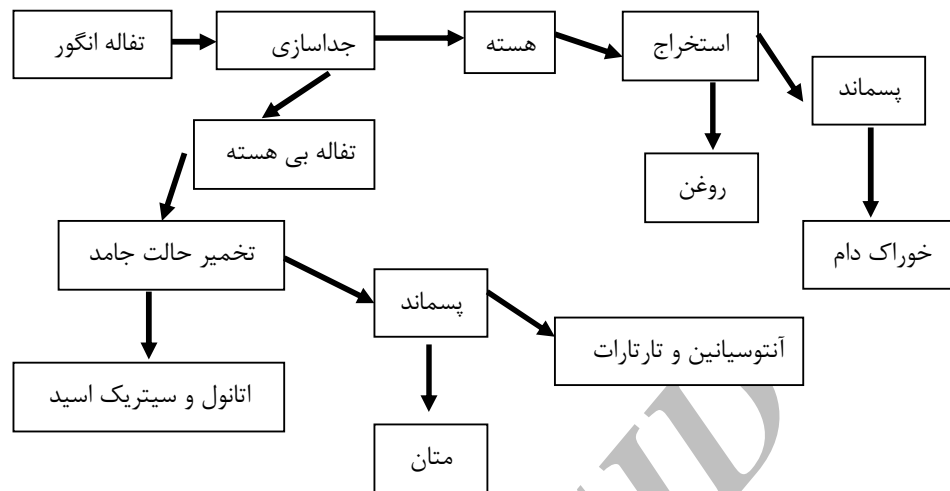 تفاله انگور
جداسازی
هسته
استخراج
پسماند
تفاله بی هسته
روغن
تخمیر حالت جامد
خوراک دام
پسماند
آنتوسیانین و تارتارات
اتانول و سیتریک اسید
متان